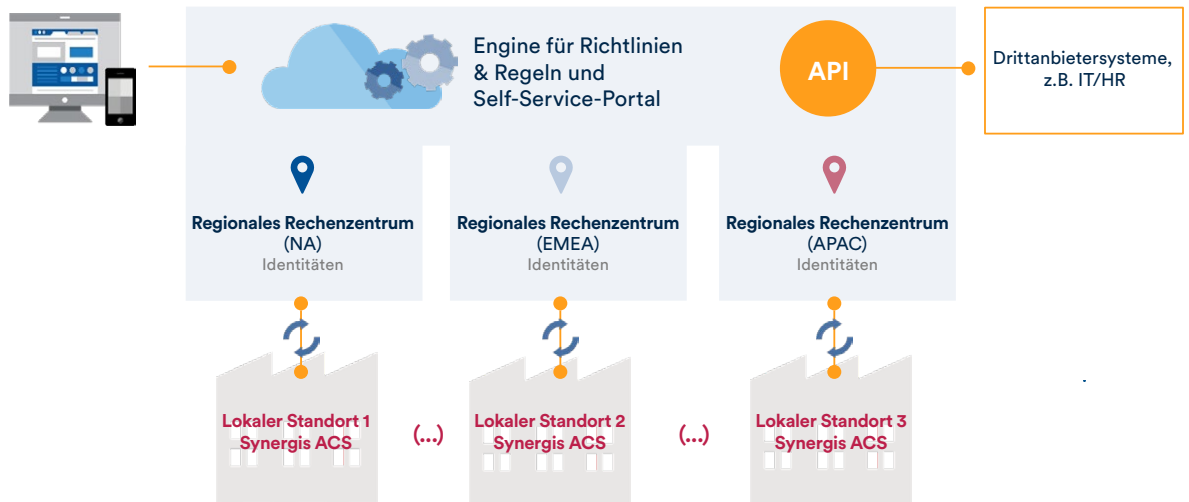 Engine für Richtlinien
& Regeln und
Self-Service-Portal
API
Drittanbietersysteme,
z.B. IT/HR
Regionales Rechenzentrum
(NA)
Identitäten
Regionales Rechenzentrum
(EMEA)
Identitäten
Regionales Rechenzentrum
(APAC)
Identitäten
Lokaler Standort 1
Synergis ACS
(...)
Lokaler Standort 2
Synergis ACS
(...)
Lokaler Standort 3
Synergis ACS